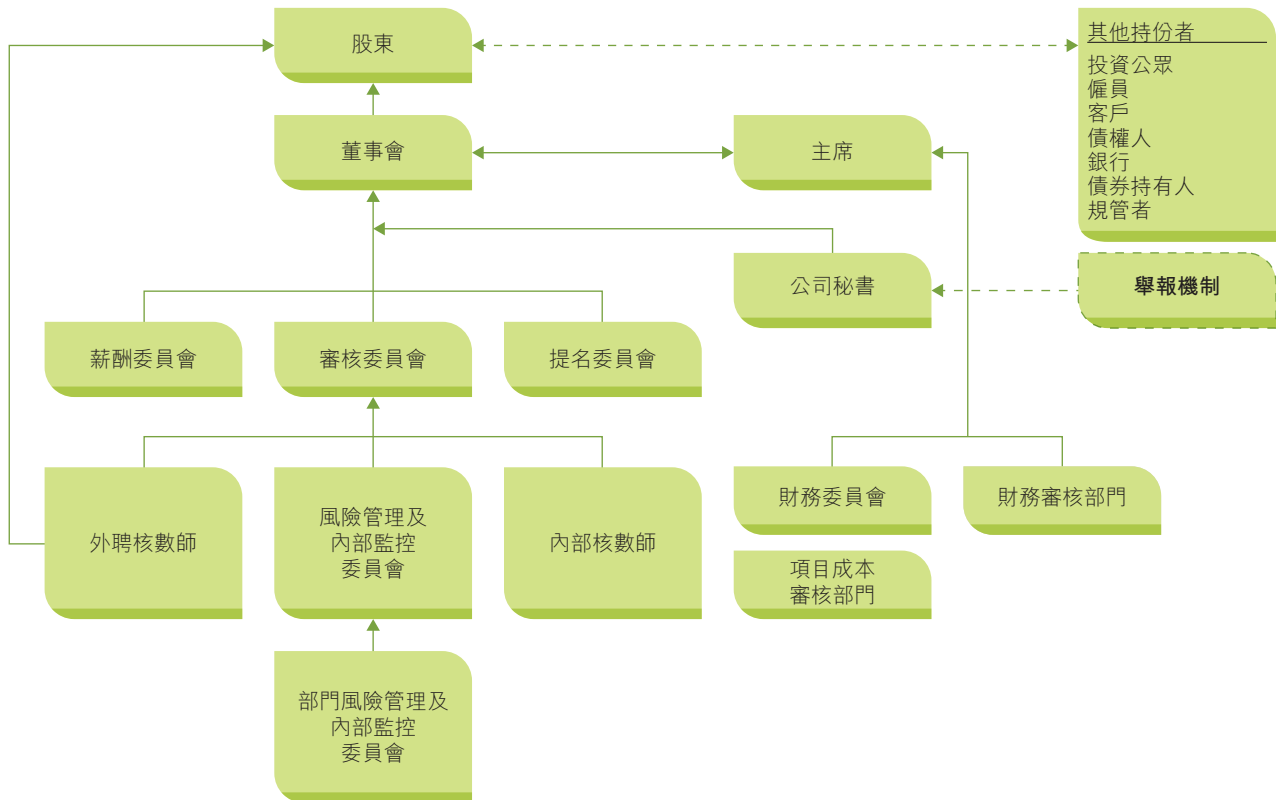 股東
其他持份者
投資公眾
僱員
客戶
債權人
銀行
債券持有人
規管者
董事會
主席
公司秘書
舉報機制
薪酬委員會
審核委員會
提名委員會
外聘核數師
風險管理及
內部監控
委員會
內部核數師
財務委員會
財務審核部門
項目成本
審核部門
部門風險管理及
內部監控
委員會